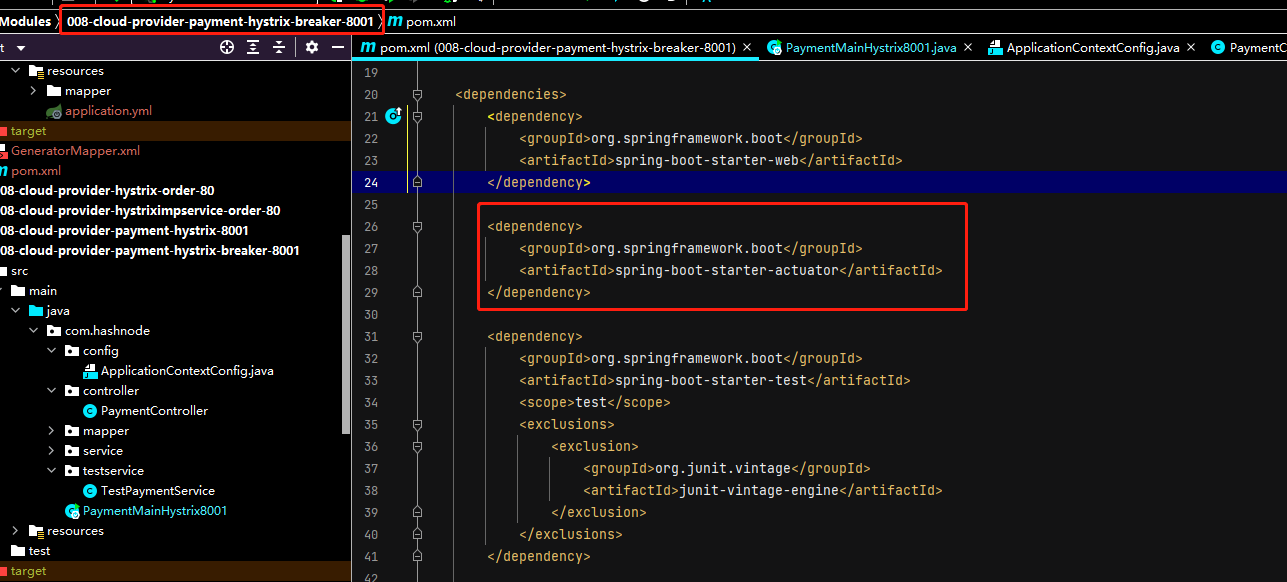 Modules 008-cloud-provider-payment-hystrix-breaker-8001 pom.xml
t
pom.xml (008-cloud-provider-payment-hystrix-breaker-8001)
PaymentMainHystrix8001.java
ApplicationContextConfig.java
PaymentC
resources
mapper
application.yml
target
GeneratorMapper.xml
pom.xml
08-cloud-provider-hystrix-order-80
08-cloud-provider-hystriximpservice-order-80
08-cloud-provider-payment-hystrix-8001
08-cloud-provider-payment-hystrix-breaker-8001
src
main
java
com.hashnode
config
ApplicationContextConfig.java
controller
PaymentController
mapper
service
testservice
TestPaymentService
PaymentMainHystrix8001
resources
test
target
19
20 <dependencies>
21 <dependency>
22 <groupId>org.springframework.boot</groupId>
23 <artifactId>spring-boot-starter-web</artifactId>
24 </dependency>
25
26 <dependency>
27 <groupId>org.springframework.boot</groupId>
28 <artifactId>spring-boot-starter-actuator</artifactId>
29 </dependency>
30
31 <dependency>
32 <groupId>org.springframework.boot</groupId>
33 <artifactId>spring-boot-starter-test</artifactId>
34 <scope>test</scope>
35 <exclusions>
36 <exclusion>
37 <groupId>org.junit.vintage</groupId>
38 <artifactId>junit-vintage-engine</artifactId>
39 </exclusion>
40 </exclusions>
41 </dependency>
42